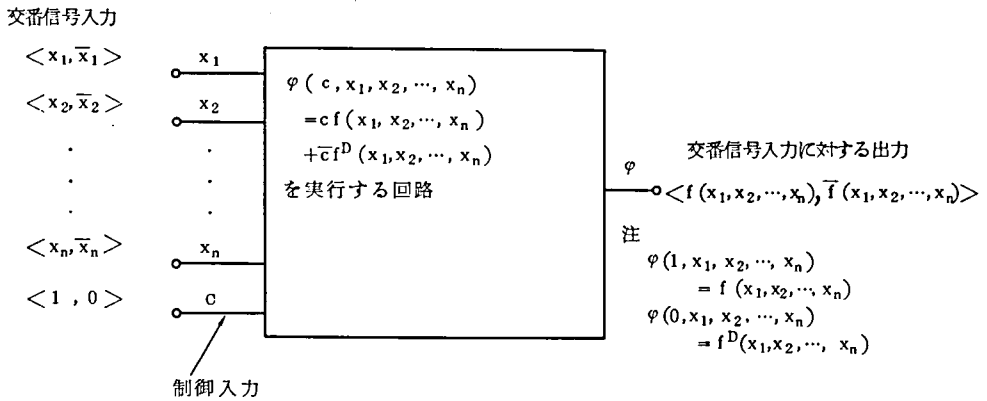 交番信号入力
<x₁,x̅₁>
x₁
<x₂,x̅₂>
x₂
・
・
・
・
・
・
<xₙ,x̅ₙ>
xₙ
<1 , 0>
C
制御入力
φ( c, x₁, x₂, …, xₙ)
=cf(x₁, x₂, …, xₙ)
+c̅fᴰ(x₁,x₂, …, xₙ)
を実行する回路
φ
交番信号入力に対する出力
<f(x₁,x₂,…,xₙ), f̅(x₁,x₂,…,xₙ)>
注
φ(1, x₁, x₂, …, xₙ)
= f (x₁,x₂,…, xₙ)
φ(0,x₁, x₂, …, xₙ)
= fᴰ(x₁,x₂, …, xₙ)